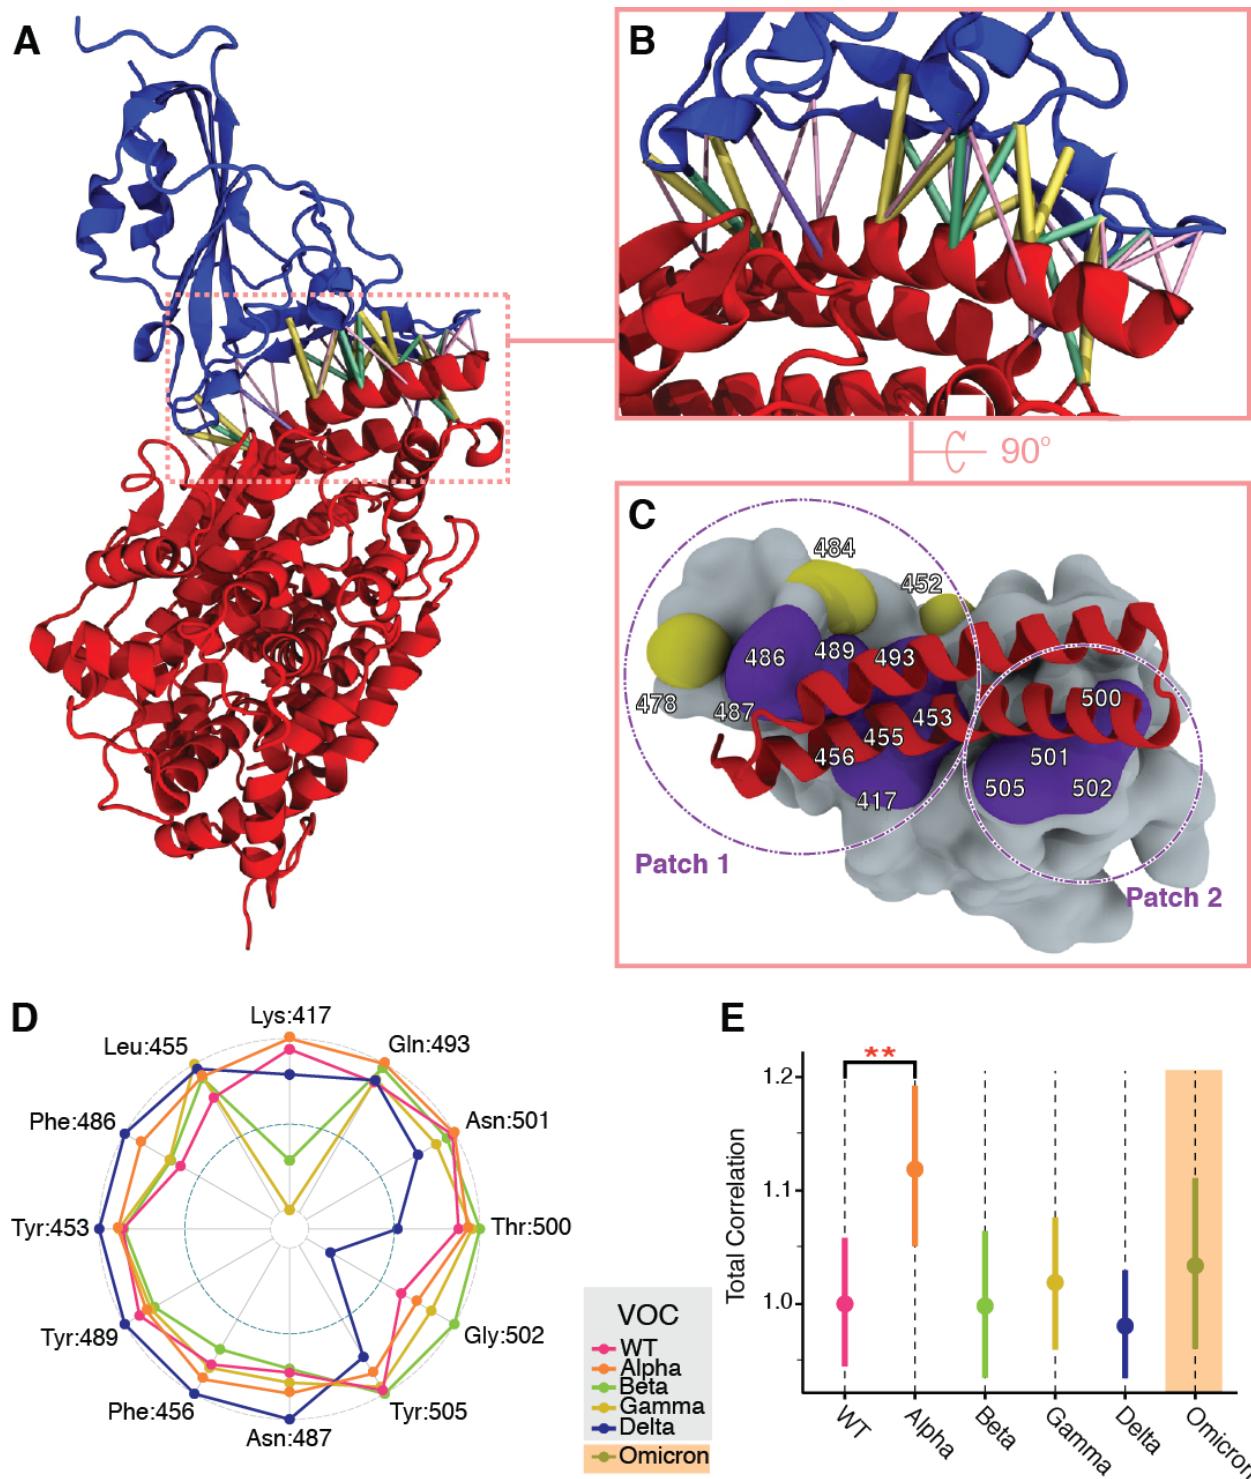 A
B
90°
C
484
452
486
489
493
478
487
453
500
455
456
501
417
505
502
Patch 1
Patch 2
D
Lys:417
Leu:455
Gln:493
Phe:486
Asn:501
Tyr:453
Thr:500
Tyr:489
Gly:502
Phe:456
Tyr:505
Asn:487
VOC
WT
Alpha
Beta
Gamma
Delta
Omicron
E
**
1.2
1.1
1.0
Total Correlation
WT
Alpha
Beta
Gamma
Delta
Omicron